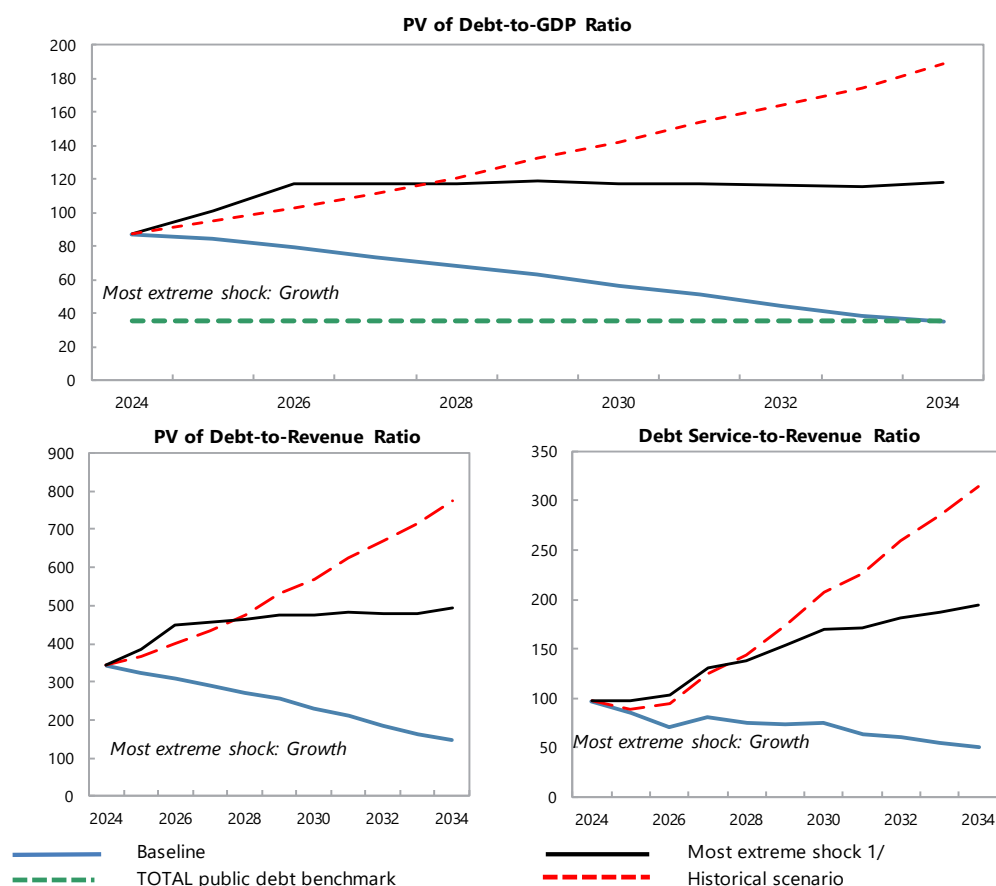 PV of Debt-to-GDP Ratio
200
180
160
140
120
100
80
60
40
20
0
Most extreme shock: Growth
2024 2026 2028 2030 2032 2034
PV of Debt-to-Revenue Ratio
900
800
700
600
500
400
300
200
100
0
Most extreme shock: Growth
2024 2026 2028 2030 2032 2034
Debt Service-to-Revenue Ratio
350
300
250
200
150
100
50
0
Most extreme shock: Growth
2024 2026 2028 2030 2032 2034
Baseline
TOTAL public debt benchmark
Most extreme shock 1/
Historical scenario